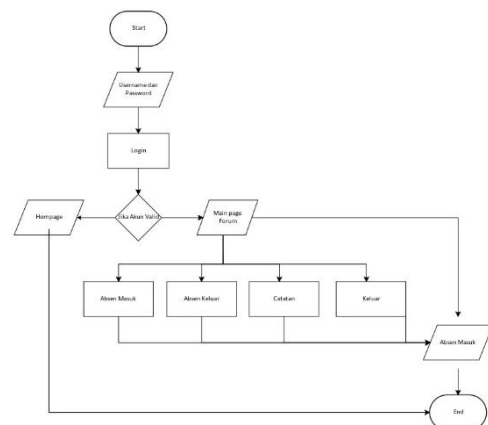 Start
Username dan
Password
Login
Hompage
Jika Akun Valid
Main page
Forum
Absen Masuk
Absen Keluar
Catatan
Keluar
Absen Masuk
End